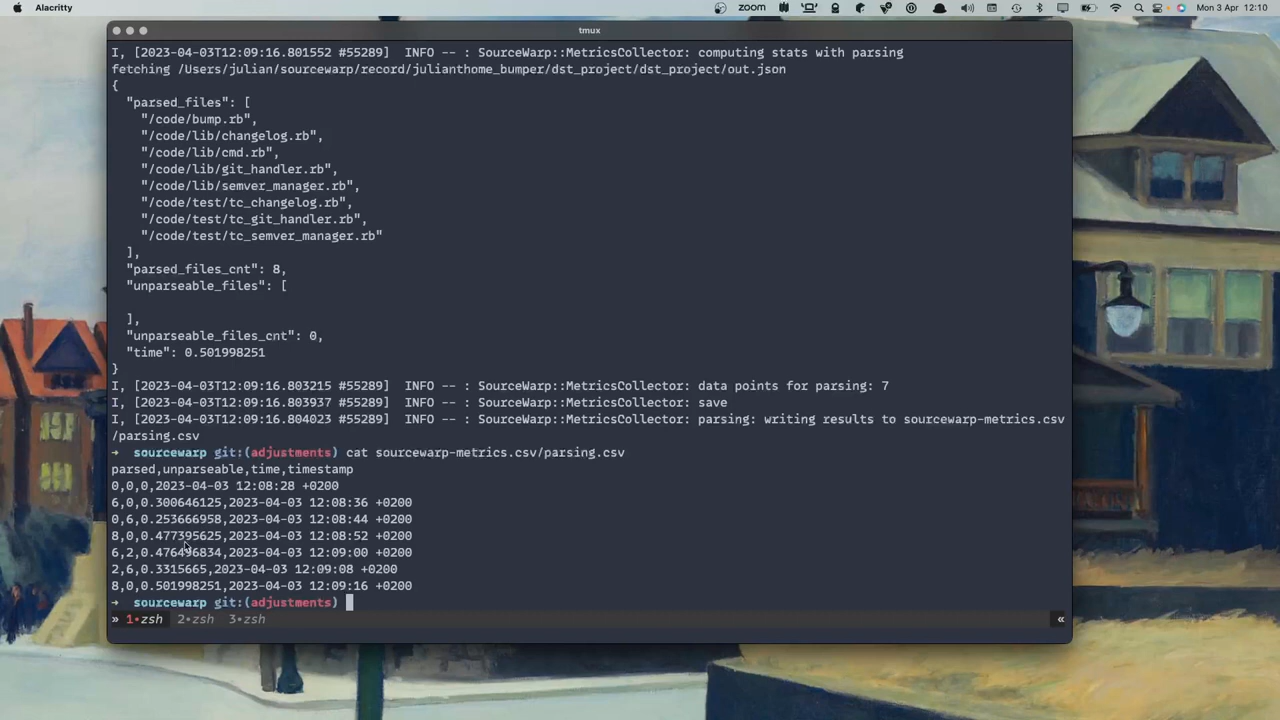 Alacritty
zoom
Mon 3 Apr 12:10
tmux
I, [2023-04-03T12:09:16.801552 #55289]  INFO -- : SourceWarp::MetricsCollector: computing stats with parsing
fetching /Users/julian/sourcewarp/record/julianthome_bumper/dst_project/dst_project/out.json
{
"parsed_files": [
"/code/bump.rb",
"/code/lib/changelog.rb",
"/code/lib/cmd.rb",
"/code/lib/git_handler.rb",
"/code/lib/semver_manager.rb",
"/code/test/tc_changelog.rb",
"/code/test/tc_git_handler.rb",
"/code/test/tc_semver_manager.rb"
],
"parsed_files_cnt": 8,
"unparseable_files": [
],
"unparseable_files_cnt": 0,
"time": 0.501998251
}
I, [2023-04-03T12:09:16.803215 #55289]  INFO -- : SourceWarp::MetricsCollector: data points for parsing: 7
I, [2023-04-03T12:09:16.803937 #55289]  INFO -- : SourceWarp::MetricsCollector: save
I, [2023-04-03T12:09:16.804023 #55289]  INFO -- : SourceWarp::MetricsCollector: parsing: writing results to sourcewarp-metrics.csv
/parsing.csv
→ sourcewarp git:(adjustments) cat sourcewarp-metrics.csv/parsing.csv
parsed,unparseable,time,timestamp
0,0,0,2023-04-03 12:08:28 +0200
6,0,0.300646125,2023-04-03 12:08:36 +0200
0,6,0.253666958,2023-04-03 12:08:44 +0200
8,0,0.477395625,2023-04-03 12:08:52 +0200
6,2,0.476496834,2023-04-03 12:09:00 +0200
2,6,0.3315665,2023-04-03 12:09:08 +0200
8,0,0.501998251,2023-04-03 12:09:16 +0200
→ sourcewarp git:(adjustments)
» 1•zsh 2•zsh 3•zsh «